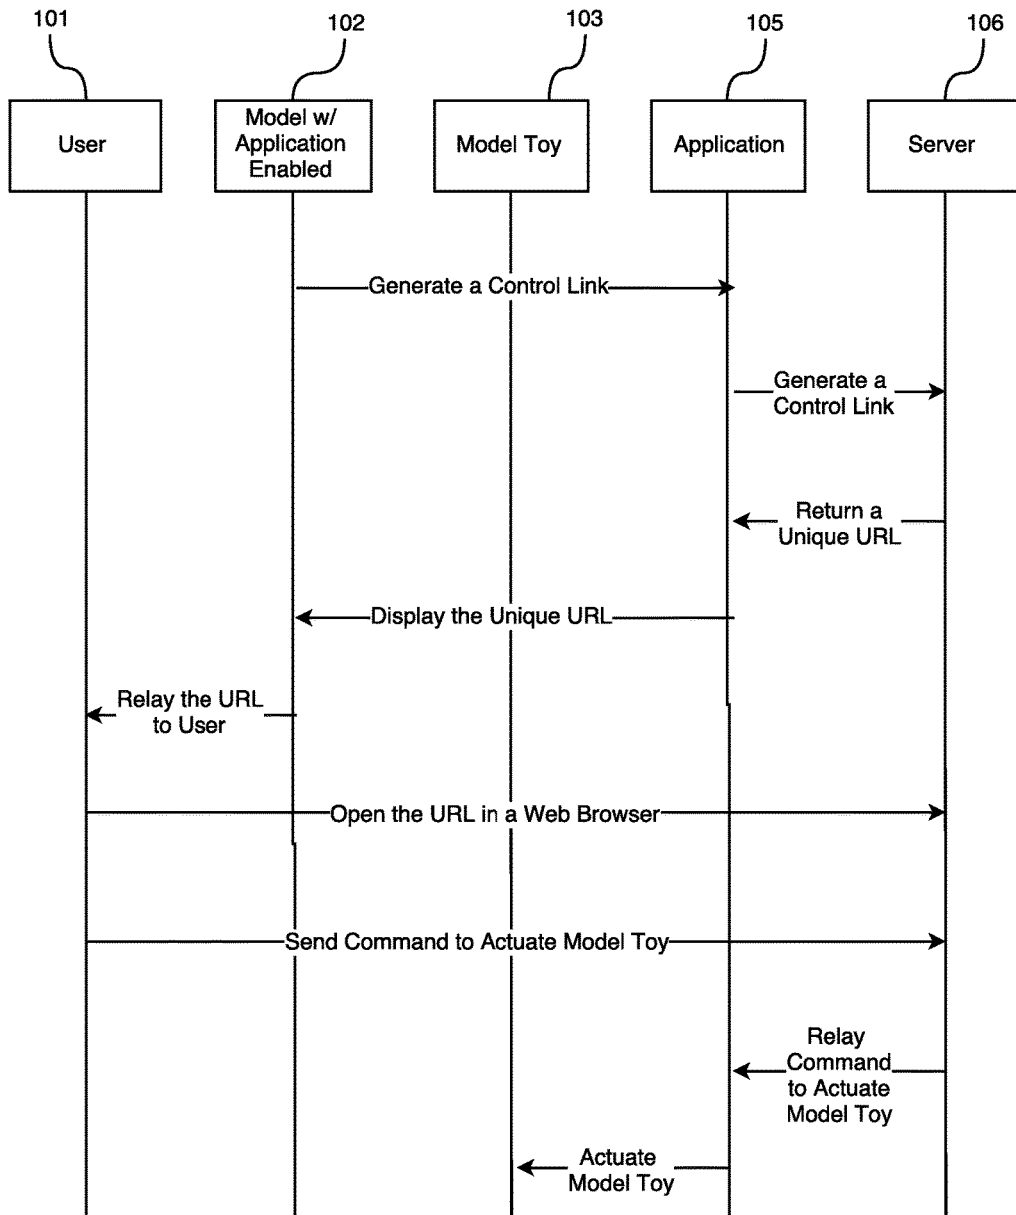 101
102
103
105
106
User
Model w/
Application
Enabled
Model Toy
Application
Server
Generate a Control Link
Generate a
Control Link
Return a
Unique URL
Display the Unique URL
Relay the URL
to User
Open the URL in a Web Browser
Send Command to Actuate Model Toy
Relay
Command
to Actuate
Model Toy
Actuate
Model Toy